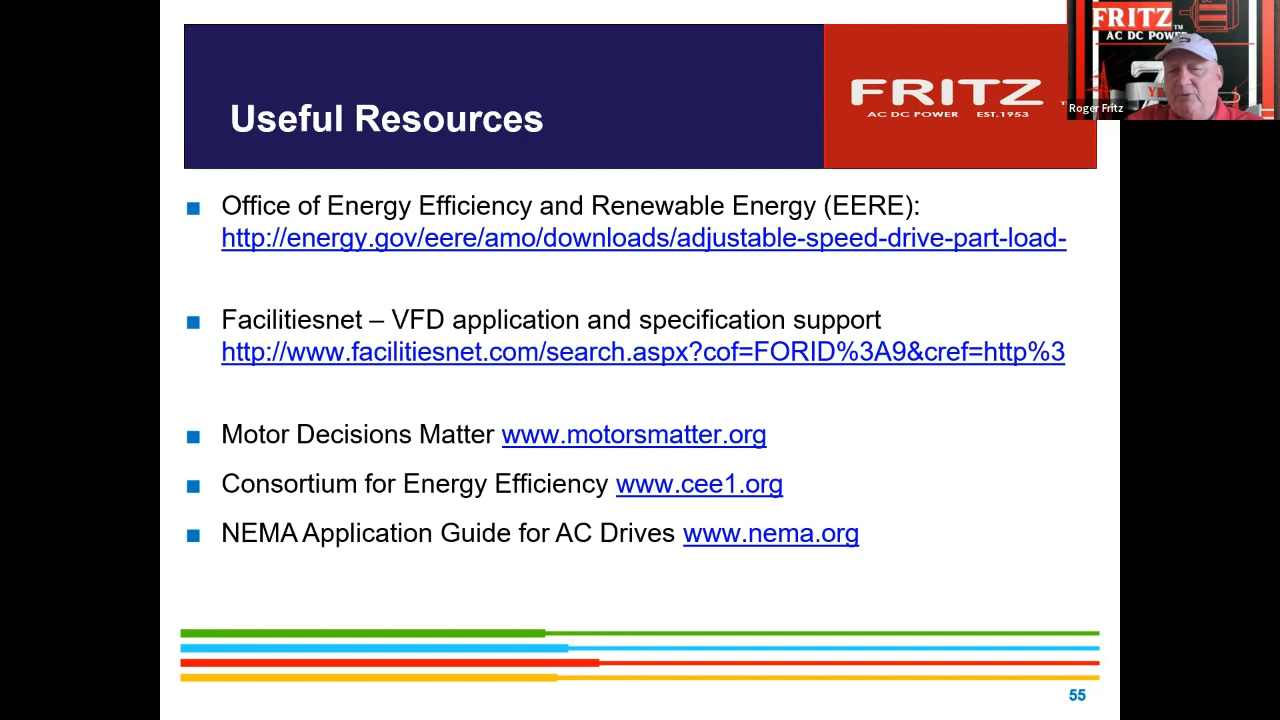 FRITZ™
AC DC POWER
Roger Fritz
Useful Resources
FRITZ
AC DC POWER EST.1953
■ Office of Energy Efficiency and Renewable Energy (EERE):
http://energy.gov/eere/amo/downloads/adjustable-speed-drive-part-load-
■ Facilitiesnet – VFD application and specification support
http://www.facilitiesnet.com/search.aspx?cof=FORID%3A9&cref=http%3
■ Motor Decisions Matter www.motorsmatter.org
■ Consortium for Energy Efficiency www.cee1.org
■ NEMA Application Guide for AC Drives www.nema.org
55